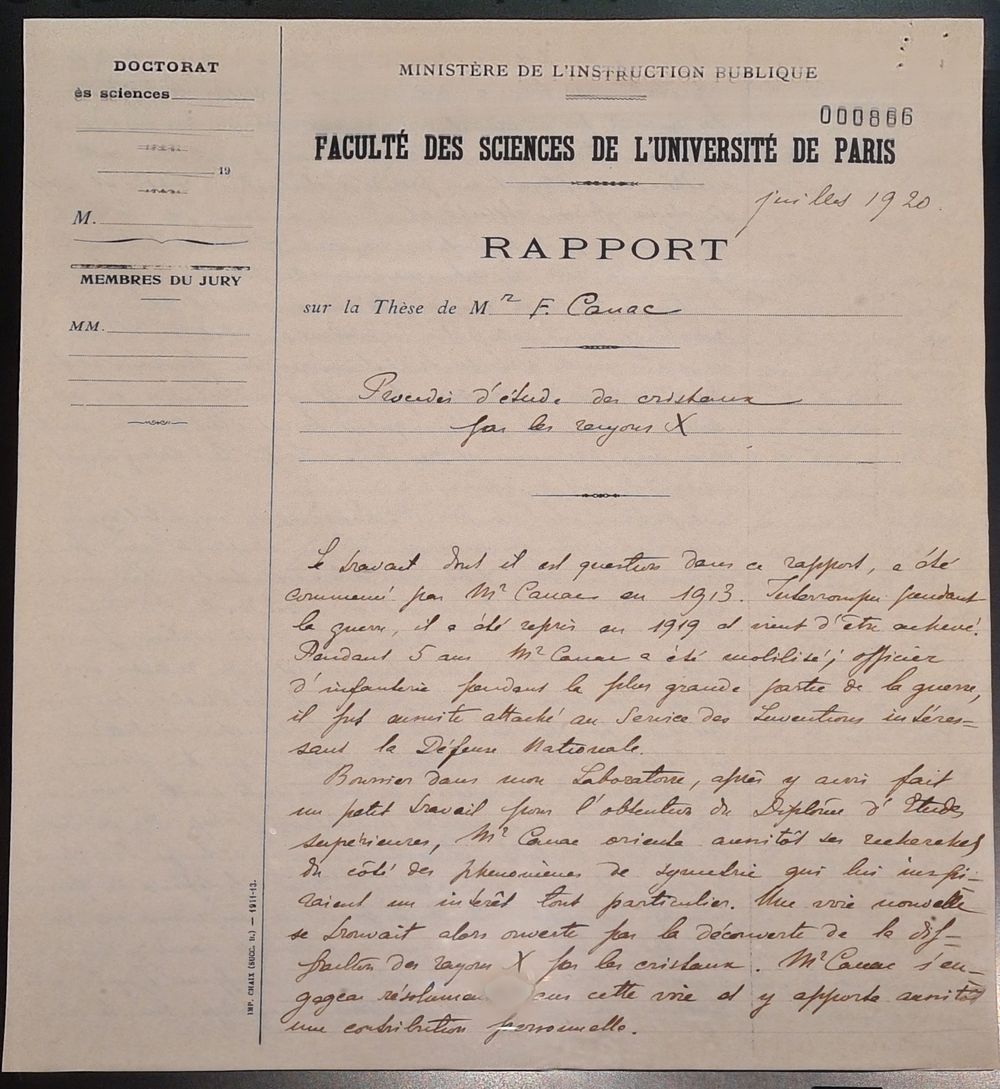 DOCTORAT
ès sciences
19
M.
MEMBRES DU JURY
MM.
IMP. CHAIX (SUCC. B.) — 1911-13.
MINISTÈRE DE L'INSTRUCTION PUBLIQUE
000866
FACULTÉ DES SCIENCES DE L'UNIVERSITÉ DE PARIS
juillet 1920.
RAPPORT
sur la Thèse de Mr F. Canac
Procédés d'étude des cristaux
par les rayons X
Le travail dont il est question dans ce rapport, a été
commencé par Mr Canac en 1913. Interrompu pendant
la guerre, il a été repris en 1919 et vient d'être achevé.
Pendant 5 ans Mr Canac a été mobilisé; officier
d'infanterie pendant la plus grande partie de la guerre,
il fut ensuite attaché au Service des Inventions intéres=
sant la Défense Nationale.
Boursier dans mon Laboratoire, après y avoir fait
un petit travail pour l'obtention du Diplôme d'Etudes
supérieures, Mr Canac orienta aussitôt ses recherches
du côté des phénomènes de symétrie qui lui inspi=
raient un intérêt tout particulier. Une voie nouvelle
se trouvait alors ouverte par la découverte de la dif=
fraction des rayons X par les cristaux. Mr Canac s'en=
gagea résolumen ans cette voie et y apporta aussitôt
une contribution personnelle.